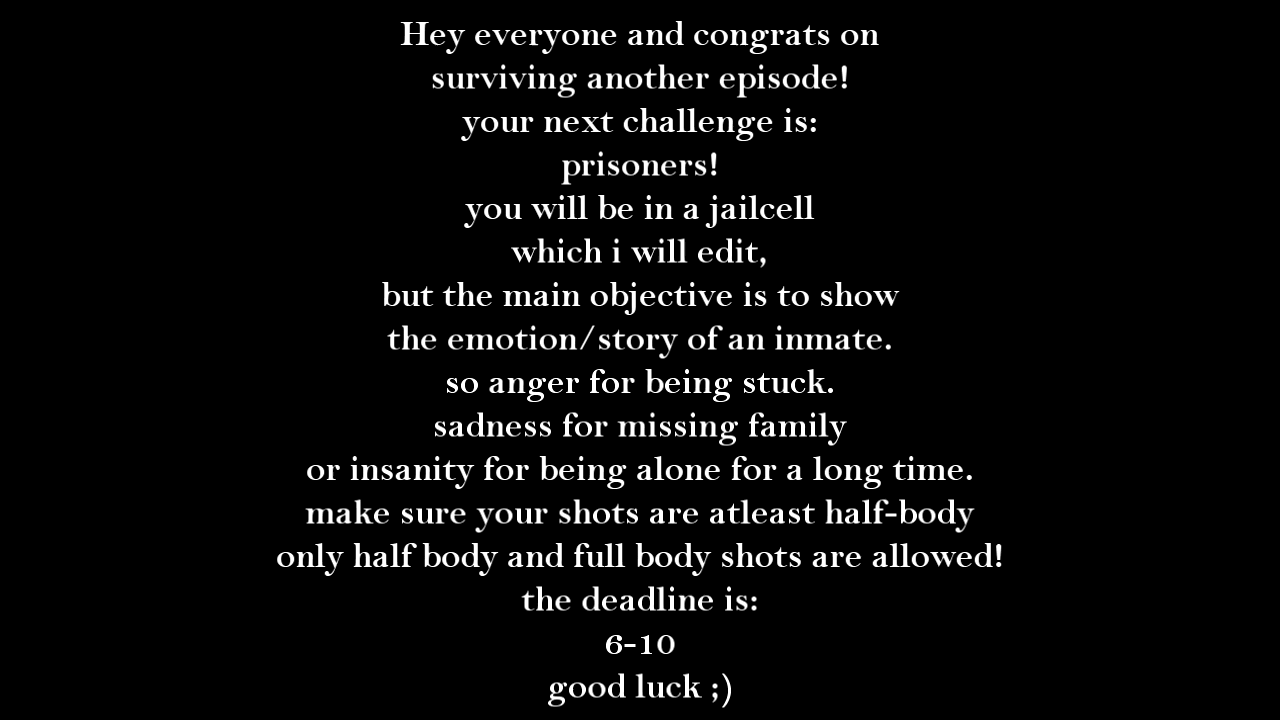 Hey everyone and congrats on
surviving another episode!
your next challenge is:
prisoners!
you will be in a jailcell
which i will edit,
but the main objective is to show
the emotion/story of an inmate.
so anger for being stuck.
sadness for missing family
or insanity for being alone for a long time.
make sure your shots are atleast half-body
only half body and full body shots are allowed!
the deadline is:
6-10
good luck ;)